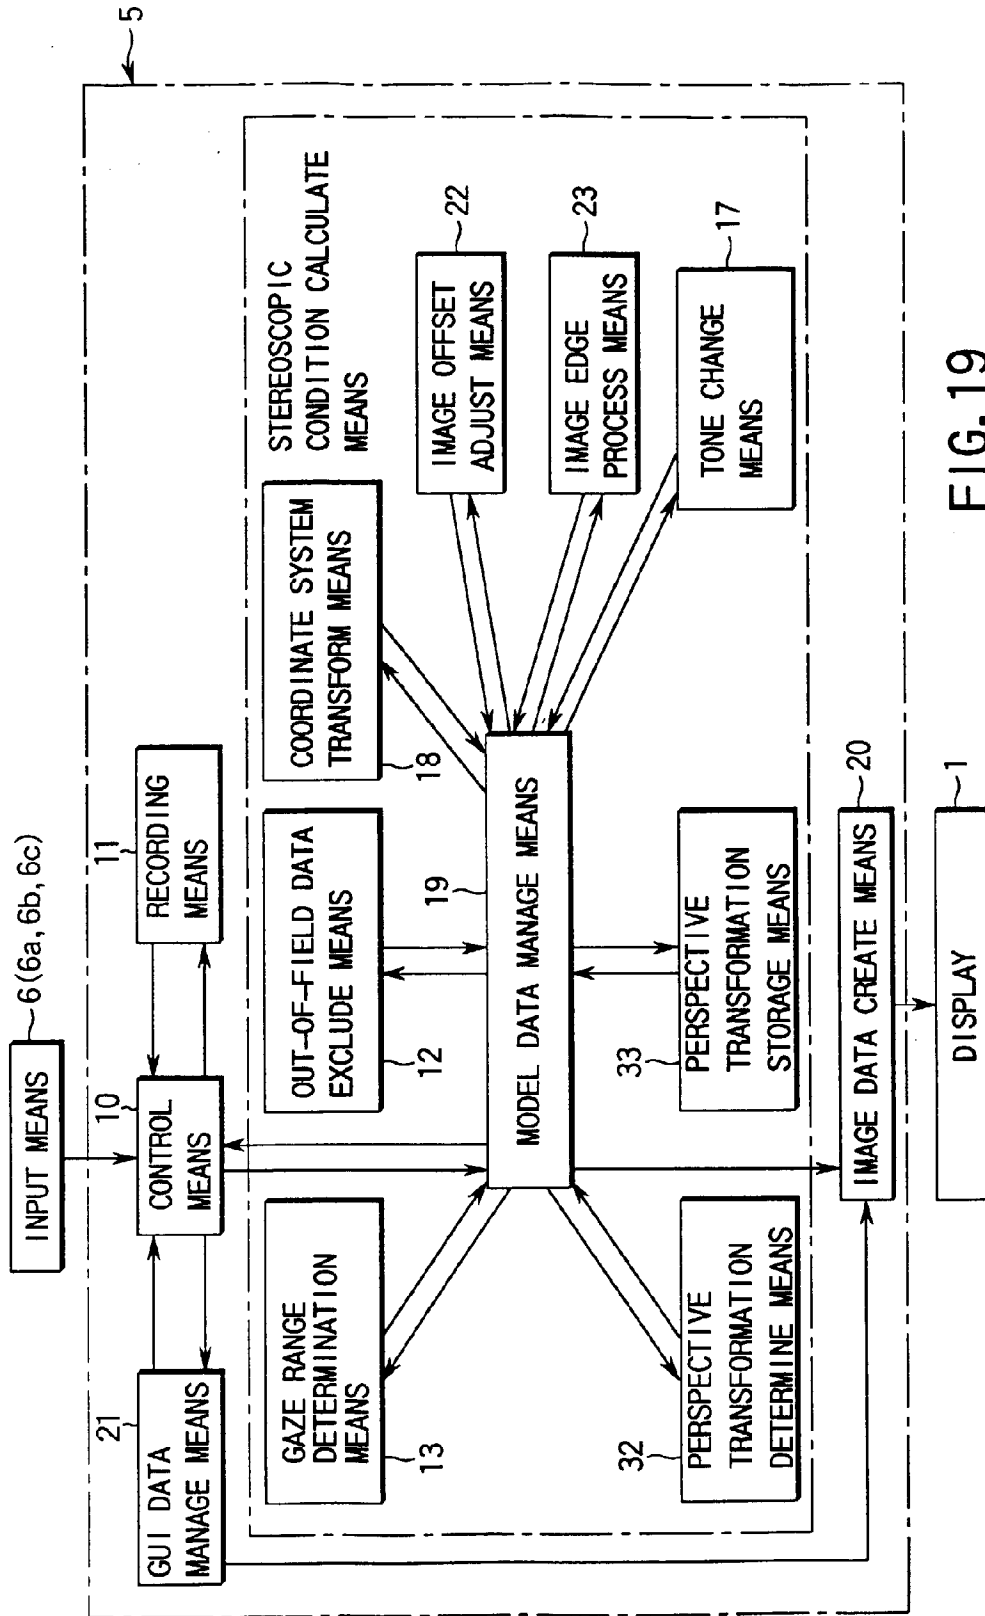 INPUT MEANS
6(6a, 6b, 6c)
5
21
GUI DATA
MANAGE MEANS
10
CONTROL
MEANS
11
RECORDING
MEANS
GAZE RANGE
DETERMINATION
MEANS
13
OUT-OF-FIELD DATA
EXCLUDE MEANS
12
COORDINATE SYSTEM
TRANSFORM MEANS
18
STEREOSCOPIC
CONDITION CALCULATE
MEANS
19
MODEL DATA MANAGE MEANS
IMAGE OFFSET
ADJUST MEANS
22
IMAGE EDGE
PROCESS MEANS
23
TONE CHANGE
MEANS
17
32
PERSPECTIVE
TRANSFORMATION
DETERMINE MEANS
33
PERSPECTIVE
TRANSFORMATION
STORAGE MEANS
IMAGE DATA CREATE MEANS
20
DISPLAY
1
FIG. 19